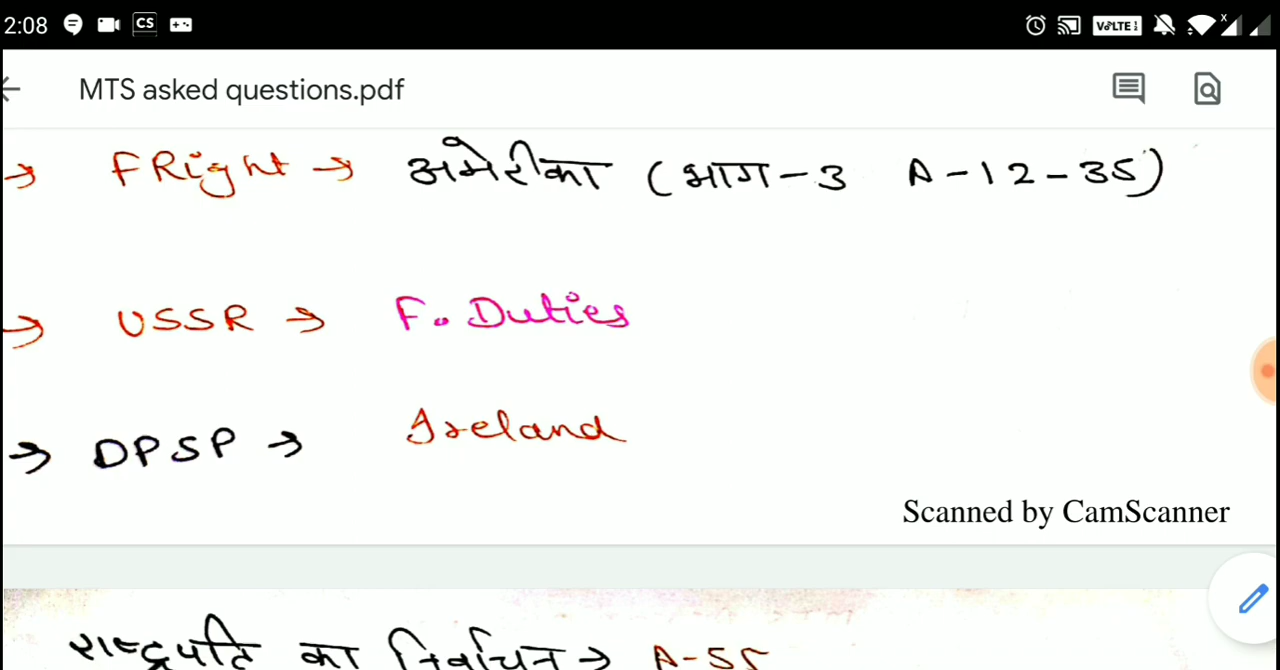 2:08 CS VoLTE
MTS asked questions.pdf
→ FRight → अमेरीका (भाग-3 A-12-35)
→ USSR → F. Duties
→ DPSP → Ireland
Scanned by CamScanner
राष्ट्रपति का निर्वाचन → A-55